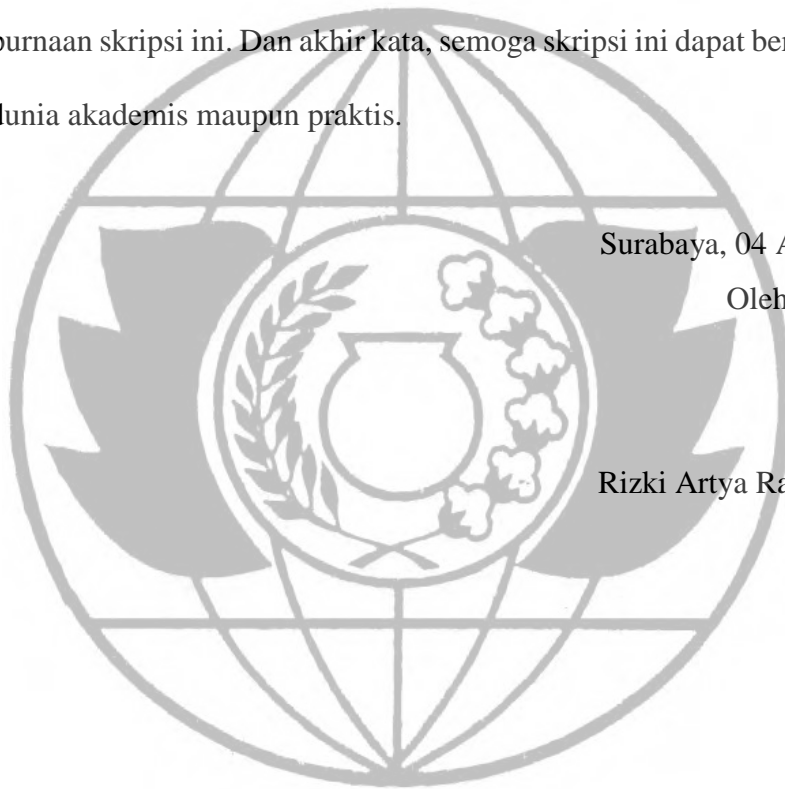 purnaan skripsi ini. Dan akhir kata, semoga skripsi ini dapat ber
dunia akademis maupun praktis.
Surabaya, 04 A
Oleh
Rizki Artya Ra